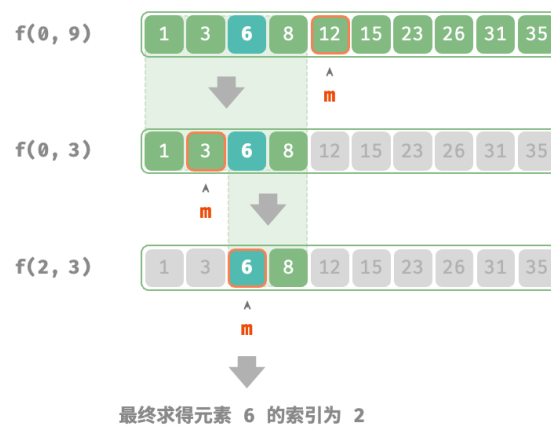 f(0, 9) 1 3 6 8 12 15 23 26 31 35
m
f(0, 3) 1 3 6 8 12 15 23 26 31 35
m
f(2, 3) 1 3 6 8 12 15 23 26 31 35
m
最终求得元素 6 的索引为 2